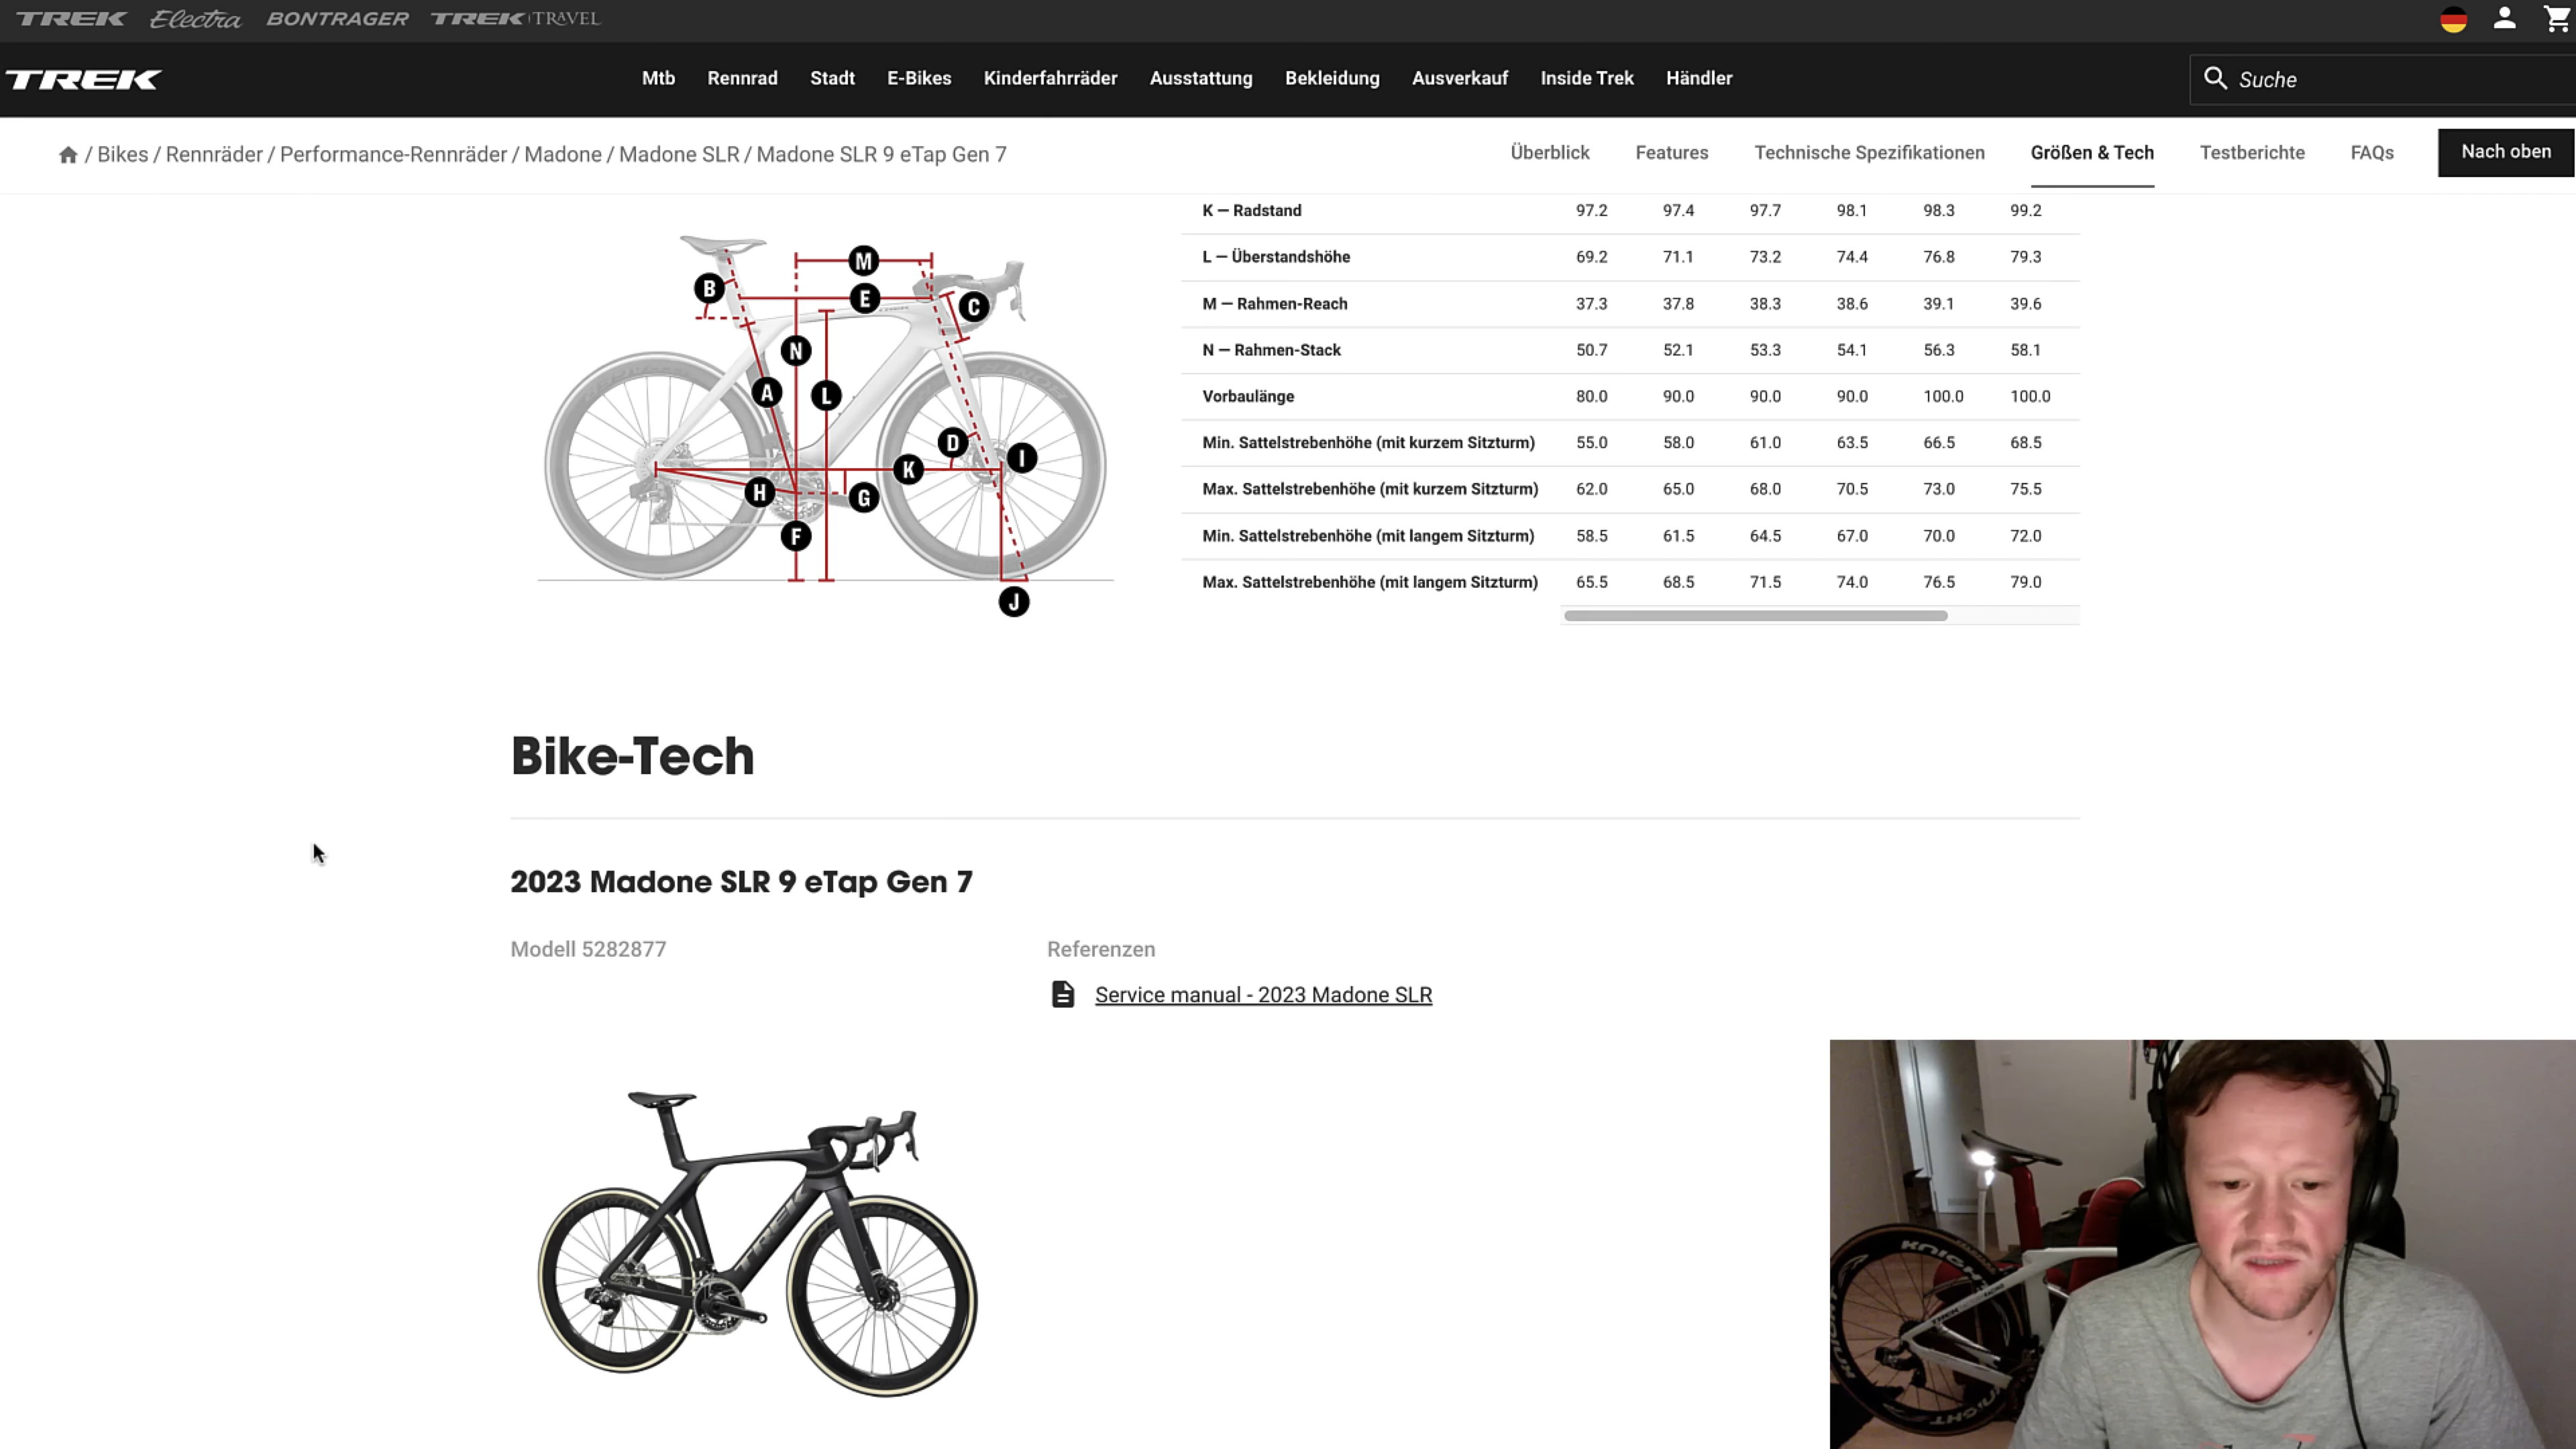 TREK Electra BONTRAGER TREK TRAVEL
TREK Mtb Rennrad Stadt E-Bikes Kinderfahrräder Ausstattung Bekleidung Ausverkauf Inside Trek Händler Suche
/ Bikes / Rennräder / Performance-Rennräder / Madone / Madone SLR / Madone SLR 9 eTap Gen 7 Überblick Features Technische Spezifikationen Größen & Tech Testberichte FAQs Nach oben
K — Radstand 97.2 97.4 97.7 98.1 98.3 99.2
L — Überstandshöhe 69.2 71.1 73.2 74.4 76.8 79.3
M — Rahmen-Reach 37.3 37.8 38.3 38.6 39.1 39.6
N — Rahmen-Stack 50.7 52.1 53.3 54.1 56.3 58.1
Vorbaulänge 80.0 90.0 90.0 90.0 100.0 100.0
Min. Sattelstrebenhöhe (mit kurzem Sitzturm) 55.0 58.0 61.0 63.5 66.5 68.5
Max. Sattelstrebenhöhe (mit kurzem Sitzturm) 62.0 65.0 68.0 70.5 73.0 75.5
Min. Sattelstrebenhöhe (mit langem Sitzturm) 58.5 61.5 64.5 67.0 70.0 72.0
Max. Sattelstrebenhöhe (mit langem Sitzturm) 65.5 68.5 71.5 74.0 76.5 79.0
M
B
E
C
N
A
L
D
I
K
H
G
F
J
Bike-Tech
2023 Madone SLR 9 eTap Gen 7
Modell 5282877 Referenzen
Service manual - 2023 Madone SLR
TREK
KNIGHT
KNIGHT